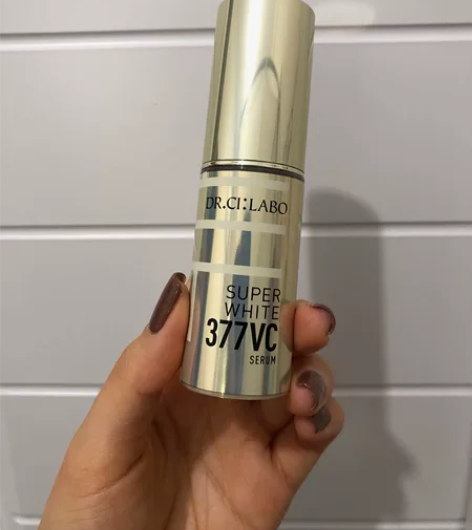 DR.CI:LABO
SUPER
WHITE
377VC
SERUM